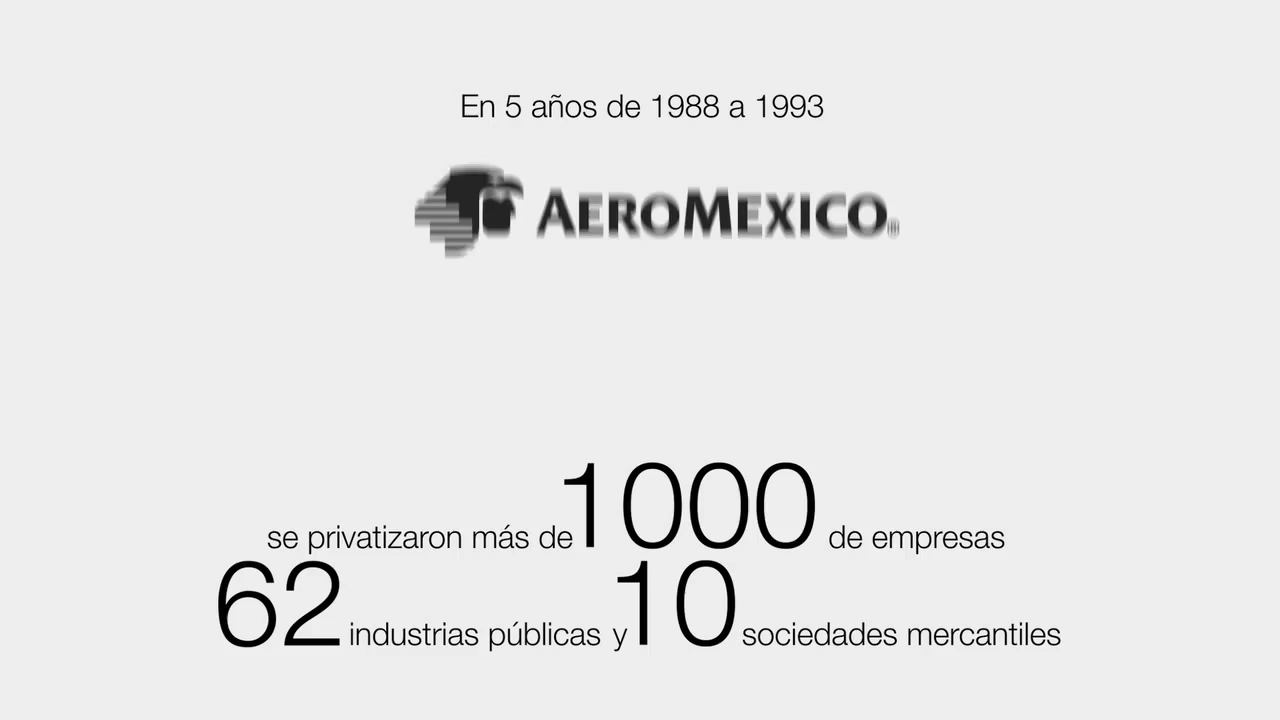 En 5 años de 1988 a 1993
AEROMEXICO®
se privatizaron más de 1000 de empresas
62 industrias públicas y 10 sociedades mercantiles